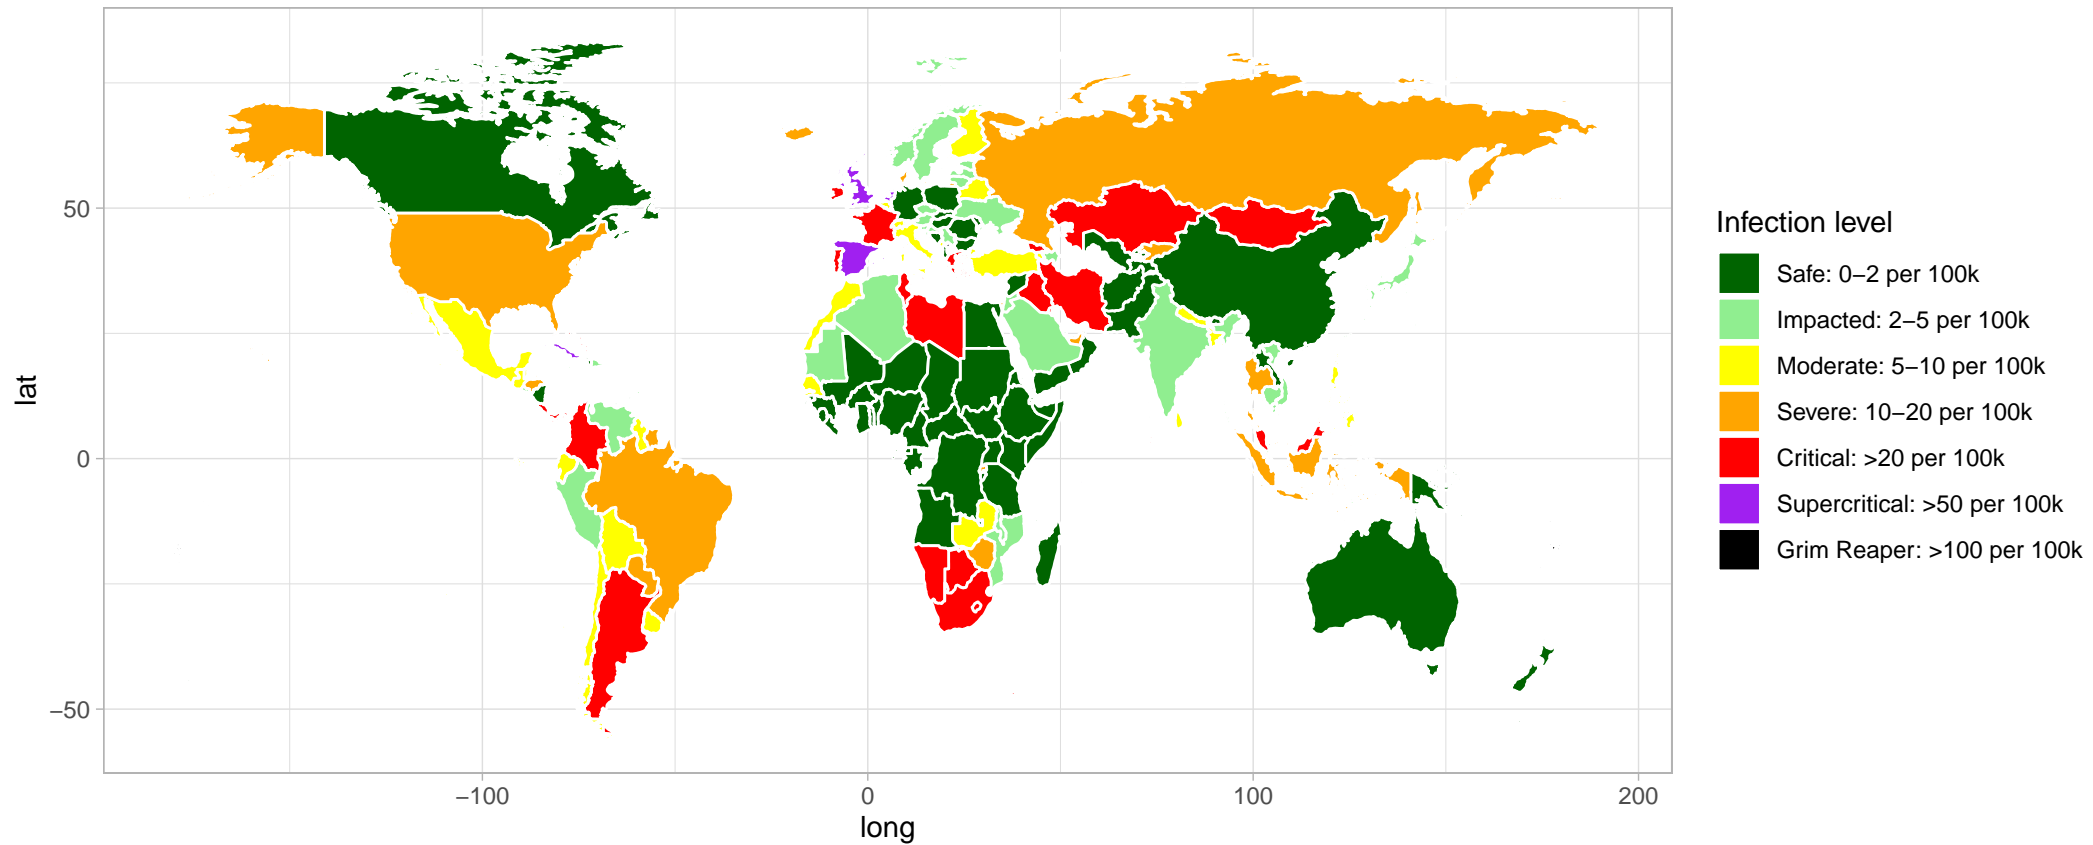 Infection level
Safe: 0–2 per 100k
Impacted: 2–5 per 100k
Moderate: 5–10 per 100k
Severe: 10–20 per 100k
Critical: >20 per 100k
Supercritical: >50 per 100k
Grim Reaper: >100 per 100k
lat
50
0
−50
−100
0
100
200
long